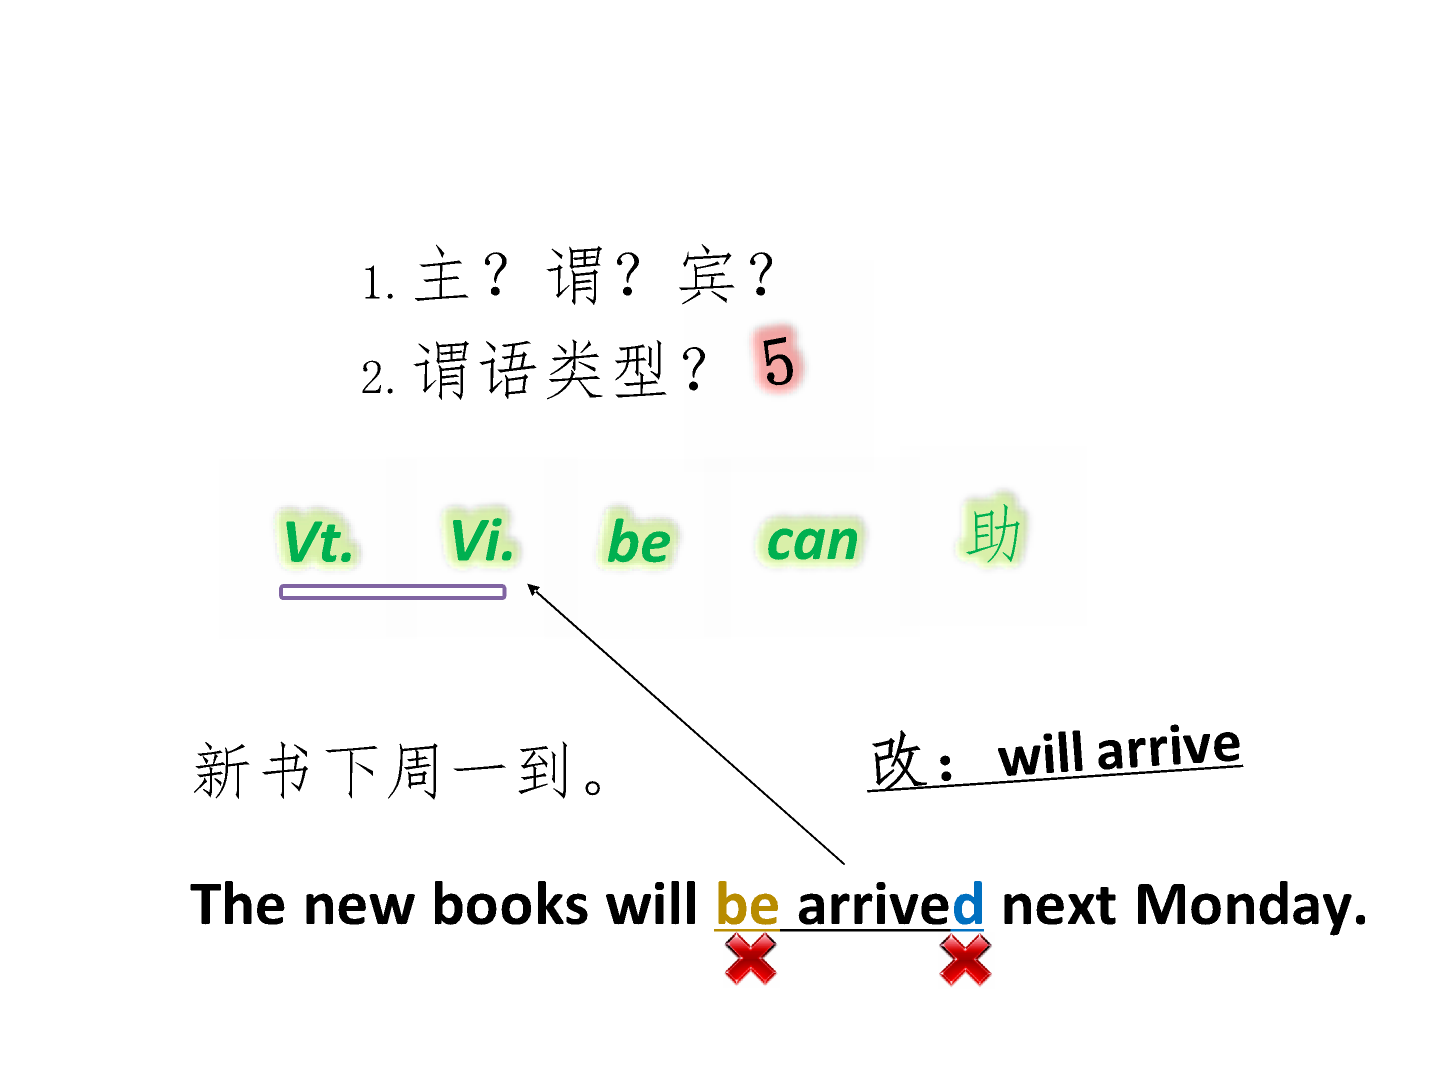 1. 主？谓？宾？
2. 谓语类型？ 5
Vt. Vi. be can 助
新书下周一到。
改：will arrive
The new books will be arrived next Monday.